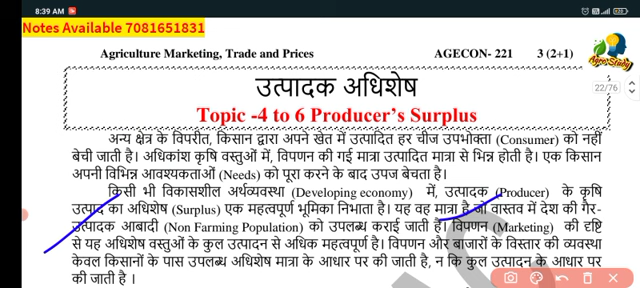 8:39 AM
Notes Available 7081651831
Agriculture Marketing, Trade and Prices AGECON- 221 3 (2+1)
Agro Study
22/76
उत्पादक अधिशेष
Topic -4 to 6 Producer's Surplus
अन्य क्षेत्र के विपरीत, किसान द्वारा अपने खेत में उत्पादित हर चीज उपभोक्ता (Consumer) को नहीं
बेची जाती है। अधिकांश कृषि वस्तुओं में, विपणन की गई मात्रा उत्पादित मात्रा से भिन्न होती है। एक किसान
अपनी विभिन्न आवश्यकताओं (Needs) को पूरा करने के बाद उपज बेचता है।
किसी भी विकासशील अर्थव्यवस्था (Developing economy) में, उत्पादक (Producer) के कृषि
उत्पाद का अधिशेष (Surplus) एक महत्वपूर्ण भूमिका निभाता है। यह वह मात्रा है जो वास्तव में देश की गैर-
उत्पादक आबादी (Non Farming Population) को उपलब्ध कराई जाती है। विपणन (Marketing) की दृष्टि
से यह अधिशेष वस्तुओं के कुल उत्पादन से अधिक महत्वपूर्ण है। विपणन और बाजारों के विस्तार की व्यवस्था
केवल किसानों के पास उपलब्ध अधिशेष मात्रा के आधार पर की जाती है, न कि कुल उत्पादन के आधार पर
की जाती है ।